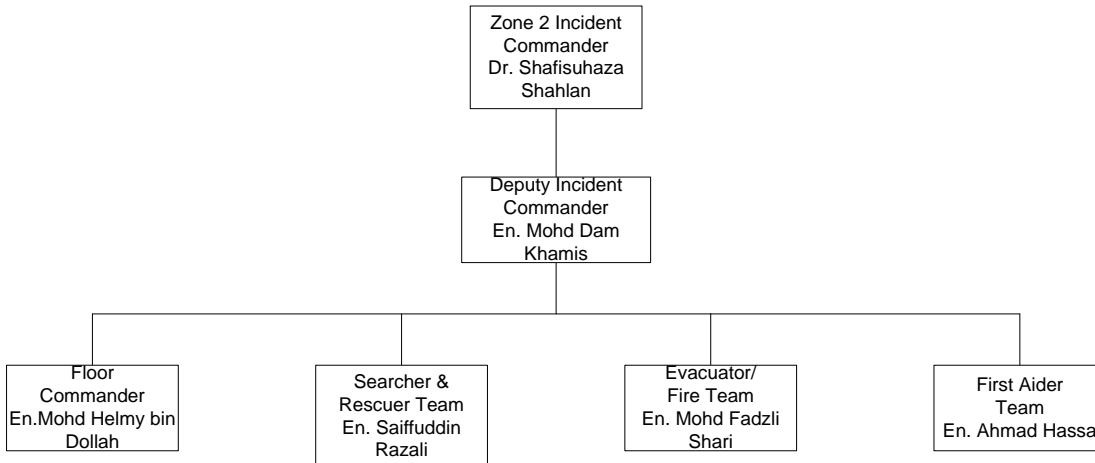 Zone 2 Incident
Commander
Dr. Shafisuhaza
Shahlan
Deputy Incident
Commander
En. Mohd Dam
Khamis
Floor
Commander
En.Mohd Helmy bin
Dollah
Searcher &
Rescuer Team
En. Saiffuddin
Razali
Evacuator/
Fire Team
En. Mohd Fadzli
Shari
First Aider
Team
En. Ahmad Hassa